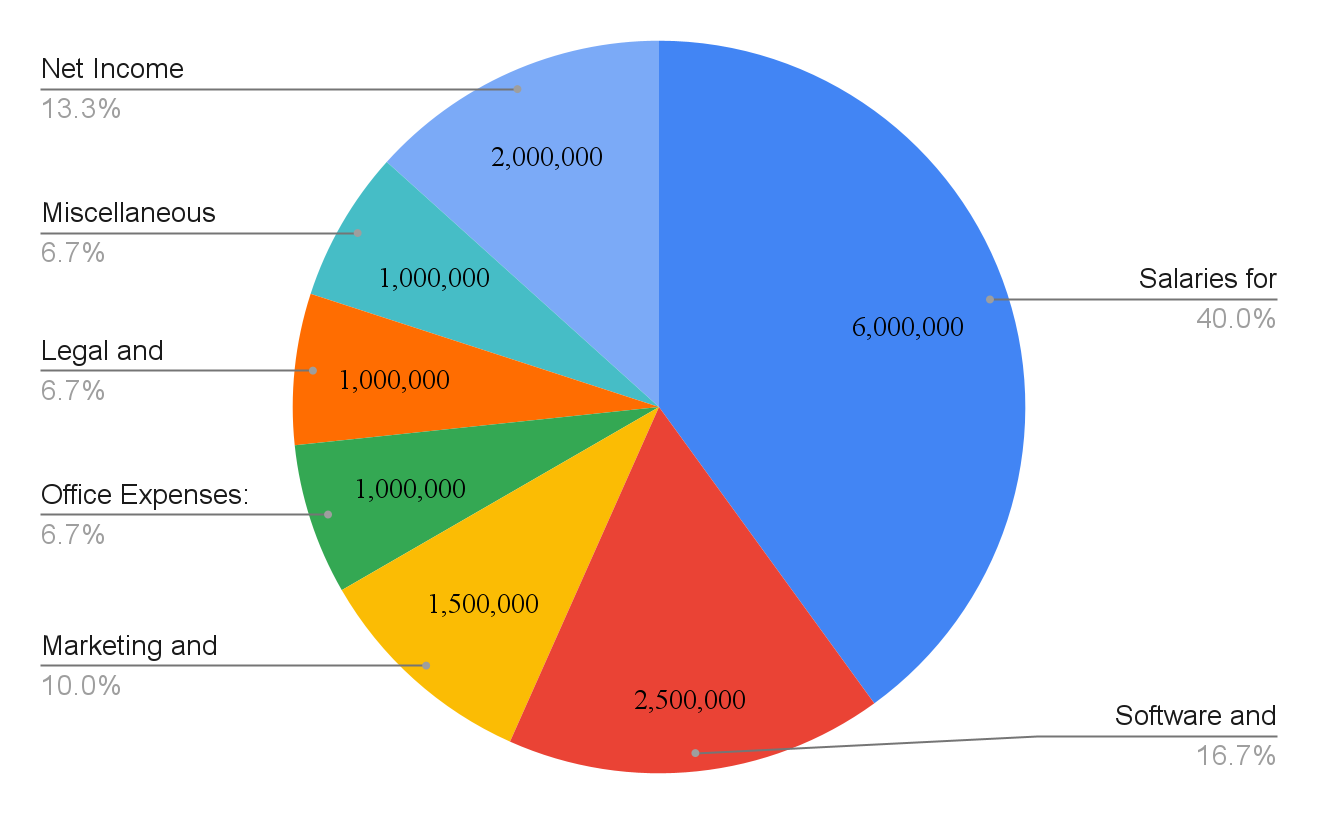 Net Income
13.3%
2,000,000
Miscellaneous
6.7%
1,000,000
Salaries for
40.0%
6,000,000
Legal and
6.7%
1,000,000
Office Expenses:
6.7%
1,000,000
Marketing and
10.0%
1,500,000
2,500,000
Software and
16.7%